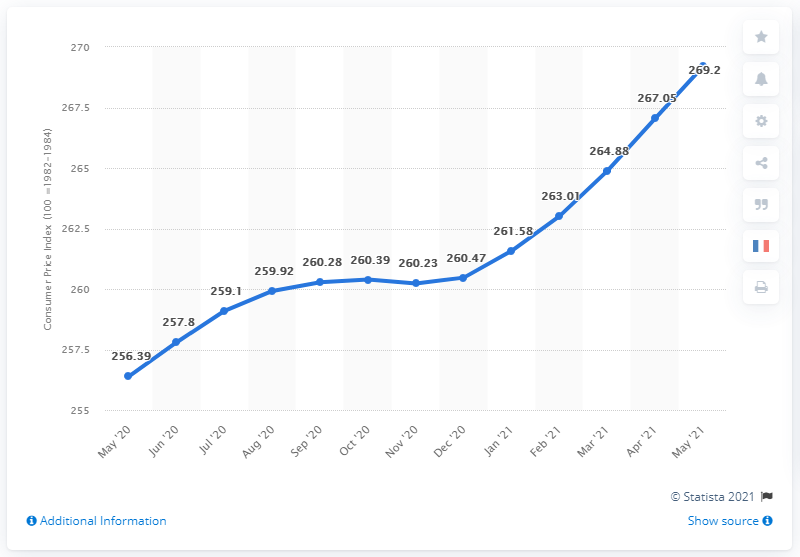 270
267.5
265
262.5
260
257.5
255
Consumer Price Index (100 =1982-1984)
256.39
257.8
259.1
259.92
260.28
260.39
260.23
260.47
261.58
263.01
264.88
267.05
269.2
May '20
Jun '20
Jul '20
Aug '20
Sep '20
Oct '20
Nov '20
Dec '20
Jan '21
Feb '21
Mar '21
Apr '21
May '21
© Statista 2021
Additional Information
Show source